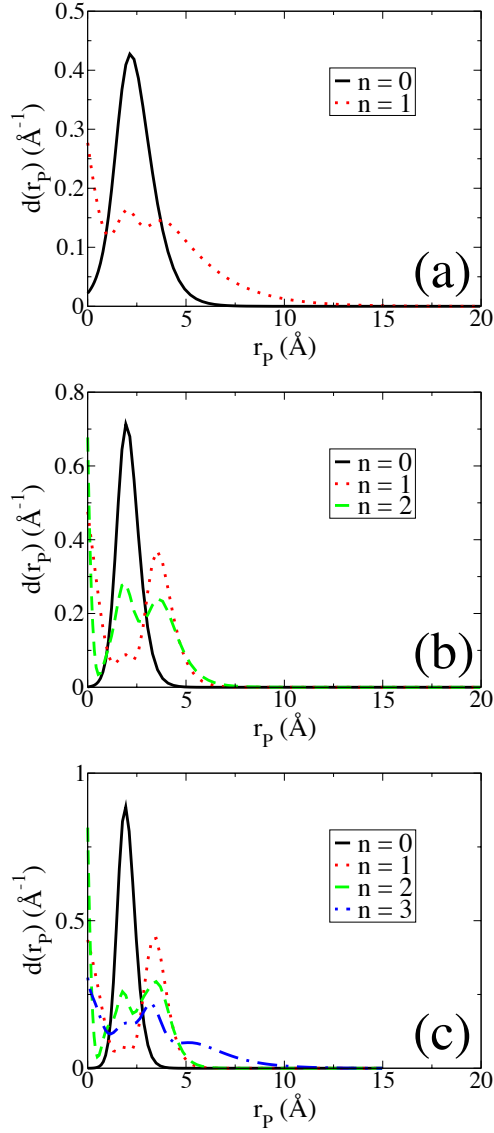 0.5
0.4
0.3
0.2
0.1
0
d(r_P) (Å^-1)
n = 0
n = 1
(a)
0 5 10 15 20
r_P (Å)
0.8
0.6
0.4
0.2
0
d(r_P) (Å^-1)
n = 0
n = 1
n = 2
(b)
0 5 10 15 20
r_P (Å)
1
0.5
0
d(r_P) (Å^-1)
n = 0
n = 1
n = 2
n = 3
(c)
0 5 10 15 20
r_P (Å)